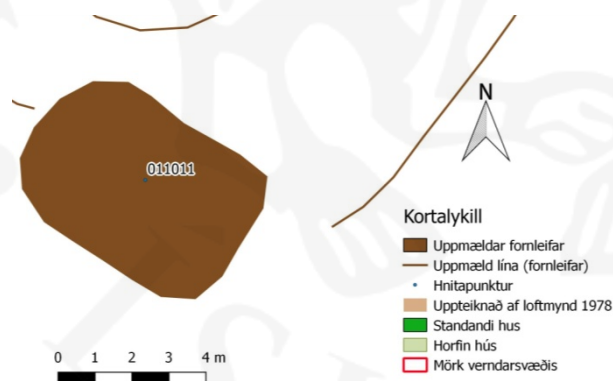 011011
N
Kortalykill
Uppmældar fornleifar
Uppmæld lína (fornleifar)
Hnitapunktur
Uppteiknað af loftmynd 1978
Standandi hus
Horfin hús
Mörk verndarsvæðis
0 1 2 3 4 m